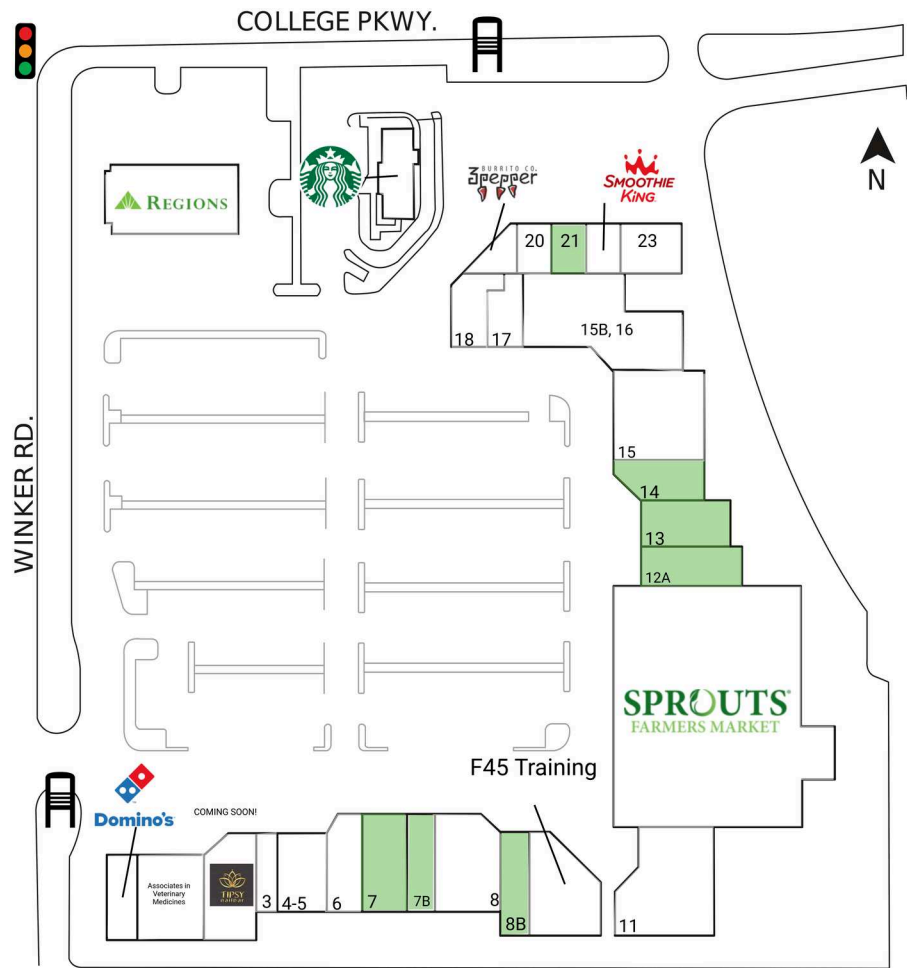 COLLEGE PKWY.
N
WINKER RD.
REGIONS
BURRITO CO.
3pepper
SMOOTHIE
KING
20
21
23
18
17
15B, 16
15
14
13
12A
SPROUTS®
FARMERS MARKET
F45 Training
Domino's
COMING SOON!
Associates in
Veterinary
Medicines
TIPSY
3
4-5
6
7
7B
8
8B
11